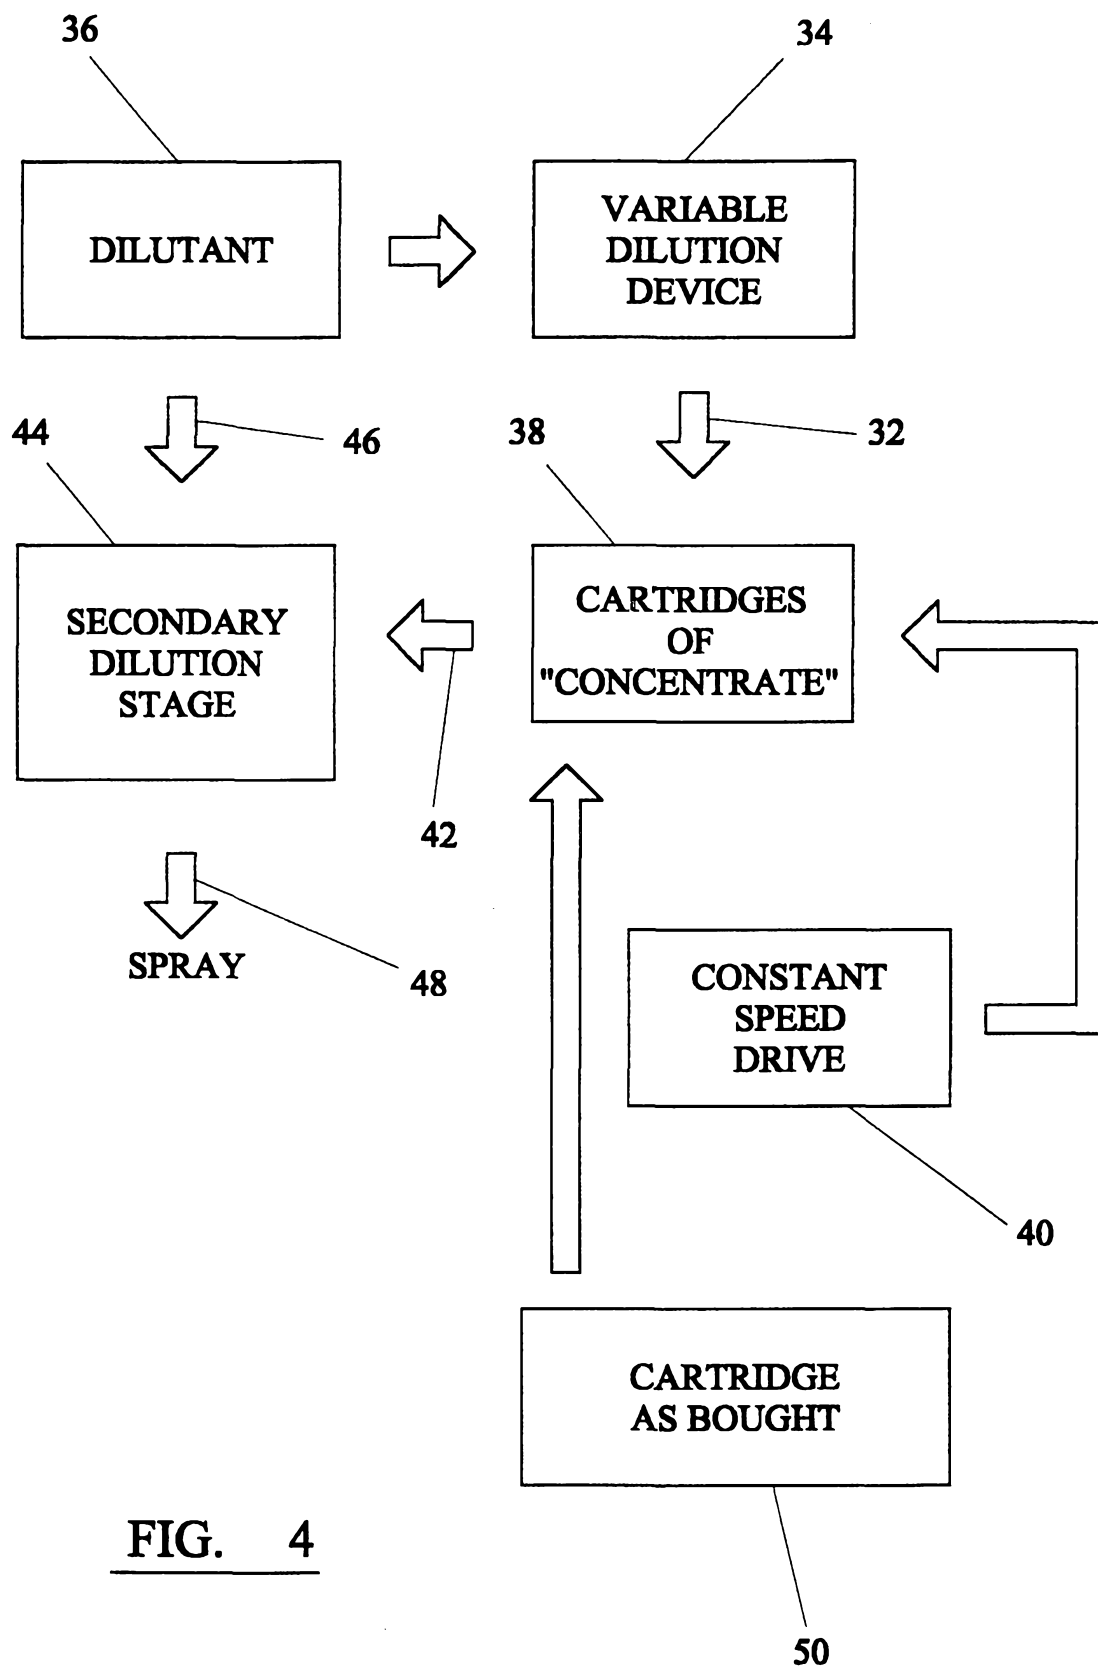 36
34
DILUTANT
VARIABLE
DILUTION
DEVICE
44
46
38
32
SECONDARY
DILUTION
STAGE
CARTRIDGES
OF
"CONCENTRATE"
42
SPRAY
48
CONSTANT
SPEED
DRIVE
40
CARTRIDGE
AS BOUGHT
FIG. 4
50